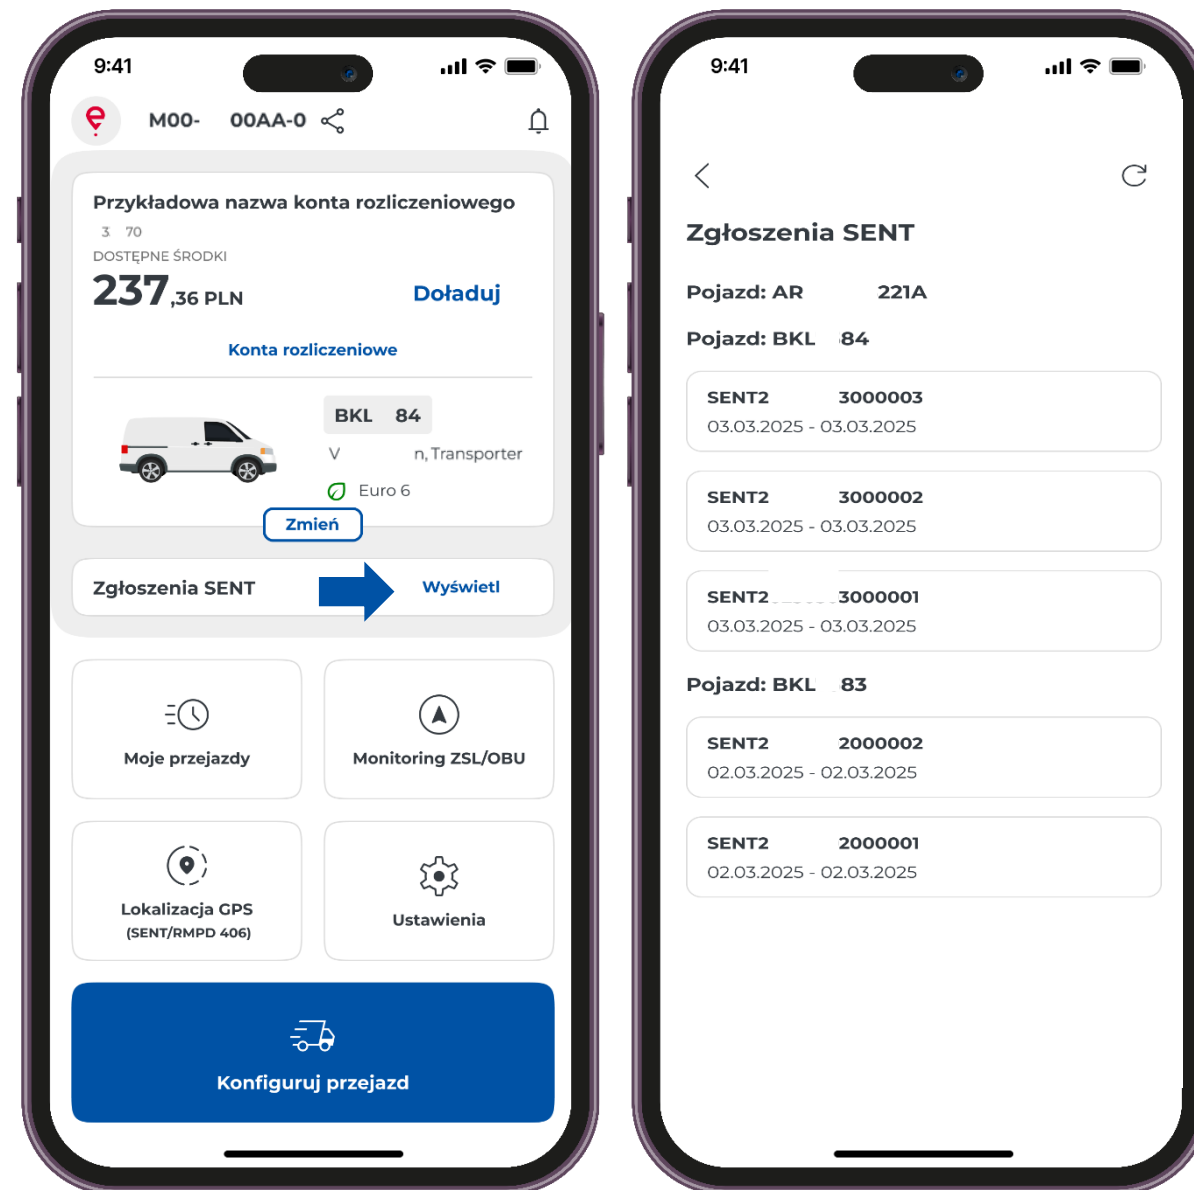 9:41
M00- 00AA-0
Przykładowa nazwa konta rozliczeniowego
3 70
DOSTĘPNE ŚRODKI
237,36 PLN
Doładuj
Konta rozliczeniowe
BKL 84
V n, Transporter
Euro 6
Zmień
Zgłoszenia SENT
Wyświetl
Moje przejazdy
Monitoring ZSL/OBU
Lokalizacja GPS
(SENT/RMPD 406)
Ustawienia
Konfiguruj przejazd
9:41
Zgłoszenia SENT
Pojazd: AR 221A
Pojazd: BKL 84
SENT2 3000003
03.03.2025 - 03.03.2025
SENT2 3000002
03.03.2025 - 03.03.2025
SENT2 3000001
03.03.2025 - 03.03.2025
Pojazd: BKL 83
SENT2 2000002
02.03.2025 - 02.03.2025
SENT2 2000001
02.03.2025 - 02.03.2025